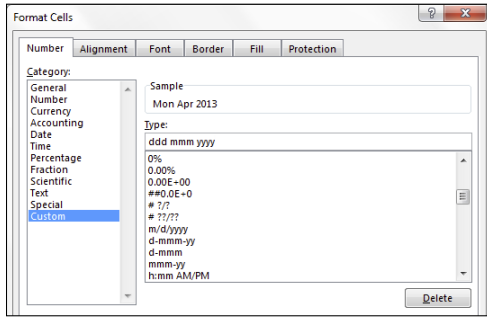 Format Cells
Number Alignment Font Border Fill Protection
Category:
General
Number
Currency
Accounting
Date
Time
Percentage
Fraction
Scientific
Text
Special
Custom
Sample
Mon Apr 2013
Type:
ddd mmm yyyy
0%
0.00%
0.00E+00
##0.0E+0
# ?/?
# ??/??
m/d/yyyy
d-mmm-yy
d-mmm
mmm-yy
h:mm AM/PM
Delete